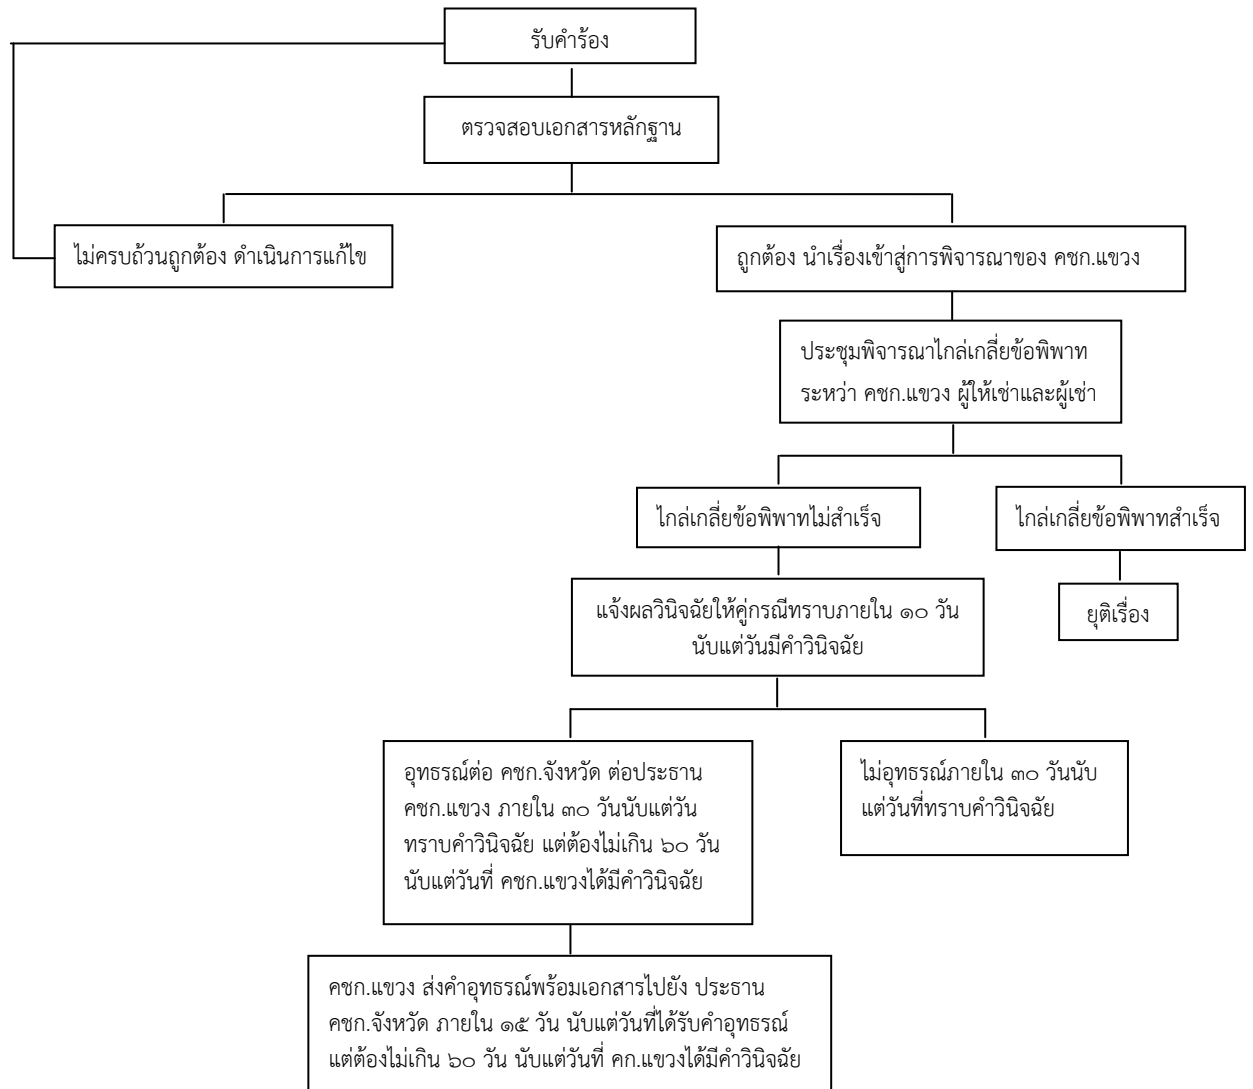 รับคำร้อง
ตรวจสอบเอกสารหลักฐาน
ไม่ครบถ้วนถูกต้อง ดำเนินการแก้ไข
ถูกต้อง นำเรื่องเข้าสู่การพิจารณาของ คชก.แขวง
ประชุมพิจารณาไกล่เกลี่ยข้อพิพาท
ระหว่า คชก.แขวง ผู้ให้เช่าและผู้เช่า
ไกล่เกลี่ยข้อพิพาทไม่สำเร็จ
ไกล่เกลี่ยข้อพิพาทสำเร็จ
แจ้งผลวินิจฉัยให้คู่กรณีทราบภายใน ๑๐ วัน
นับแต่วันมีคำวินิจฉัย
ยุติเรื่อง
อุทธรณ์ต่อ คชก.จังหวัด ต่อประธาน
คชก.แขวง ภายใน ๓๐ วันนับแต่วัน
ทราบคำวินิจฉัย แต่ต้องไม่เกิน ๖๐ วัน
นับแต่วันที่ คชก.แขวงได้มีคำวินิจฉัย
ไม่อุทธรณ์ภายใน ๓๐ วันนับ
แต่วันที่ทราบคำวินิจฉัย
คชก.แขวง ส่งคำอุทธรณ์พร้อมเอกสารไปยัง ประธาน
คชก.จังหวัด ภายใน ๑๕ วัน นับแต่วันที่ได้รับคำอุทธรณ์
แต่ต้องไม่เกิน ๖๐ วัน นับแต่วันที่ คก.แขวงได้มีคำวินิจฉัย